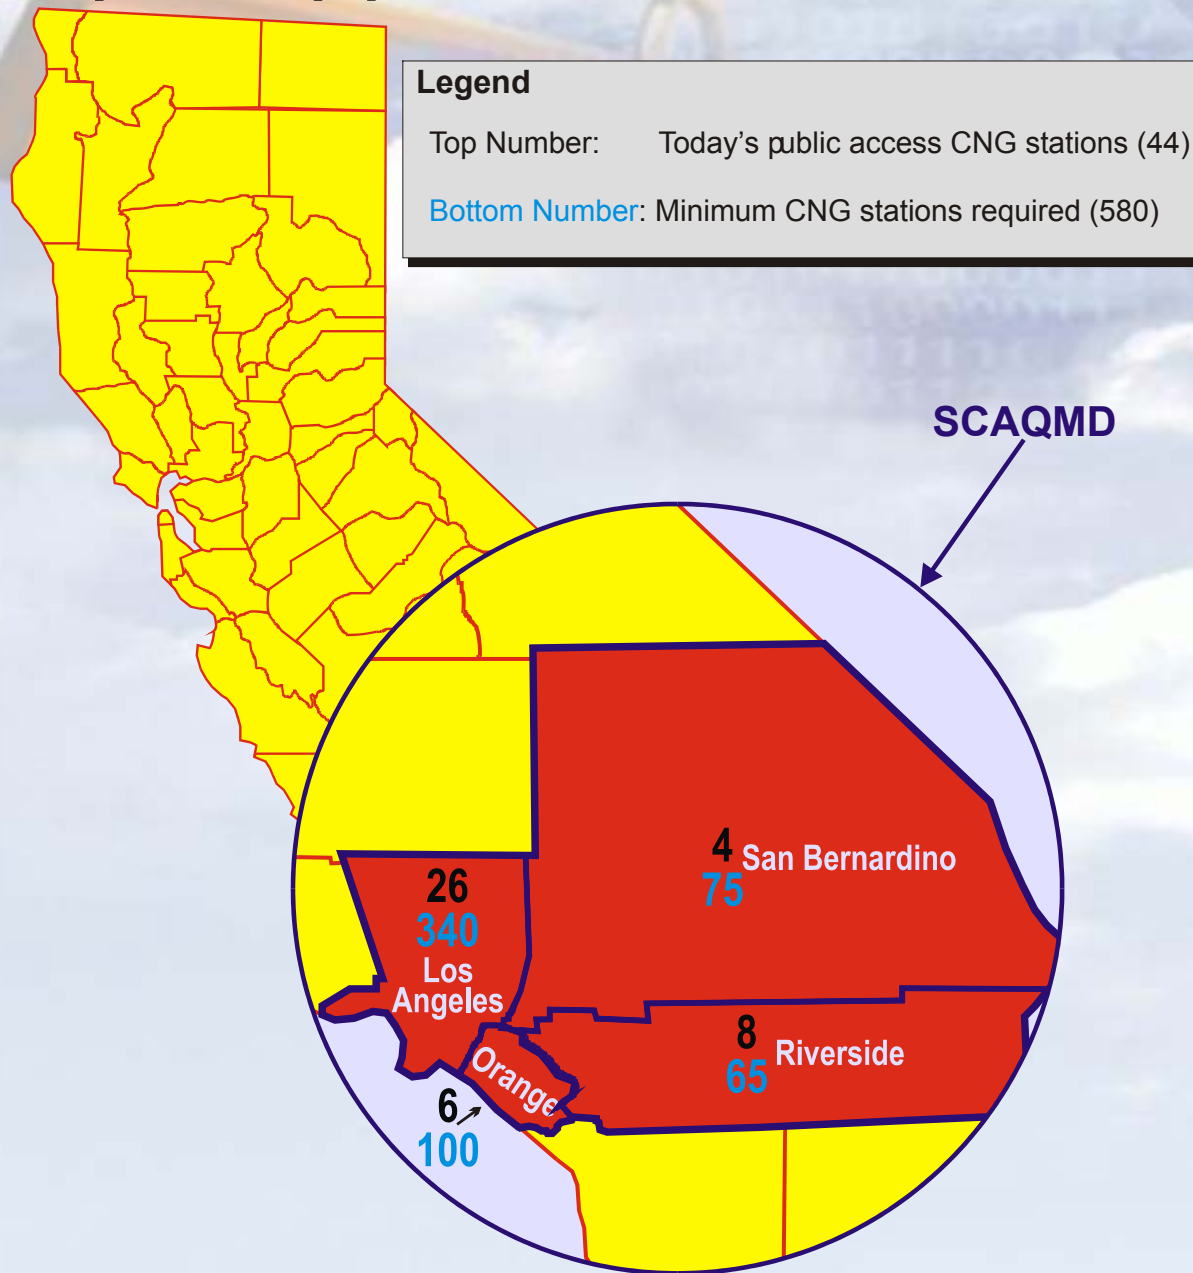 Legend
Top Number: Today's public access CNG stations (44)
Bottom Number: Minimum CNG stations required (580)
SCAQMD
4
San Bernardino
75
26
340
Los
Angeles
8
Riverside
65
Orange
6
100